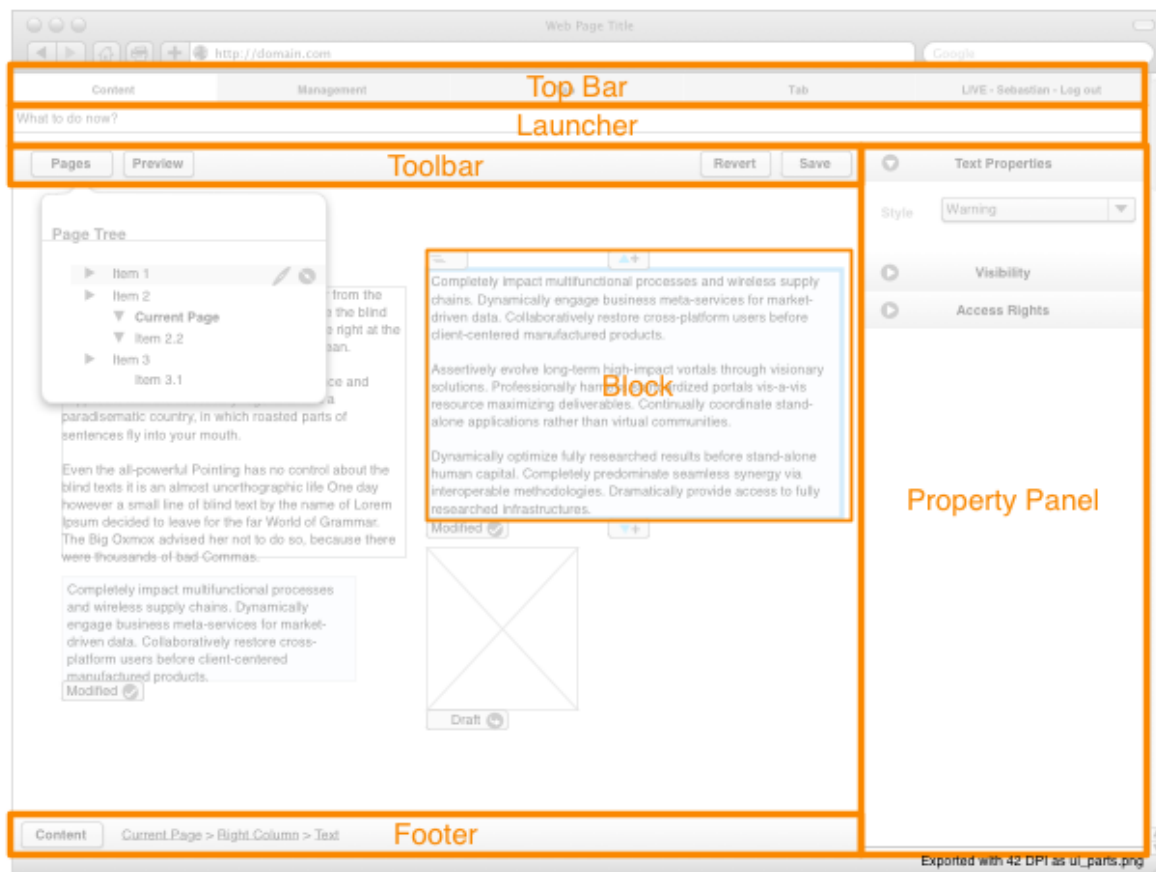 Web Page Title
http://domain.com
Google
Content Management Top Bar Tab LIVE - Sebastian - Log out
What to do now?
Launcher
Pages Preview Toolbar Revert Save
Text Properties
Style Warning
Visibility
Access Rights
Property Panel
Page Tree
Item 1
Item 2
Current Page
Item 2.2
Item 3
Item 3.1
from the
the blind
right at the
ce and
a
paradisematic country, in which roasted parts of
sentences fly into your mouth.
Even the all-powerful Pointing has no control about the
blind texts it is an almost unorthographic life One day
however a small line of blind text by the name of Lorem
Ipsum decided to leave for the far World of Grammar.
The Big Oxmox advised her not to do so, because there
were thousands of bad Commas.
Completely impact multifunctional processes
and wireless supply chains. Dynamically
engage business meta-services for market-
driven data. Collaboratively restore cross-
platform users before client-centered
manufactured products.
Modified
Completely impact multifunctional processes and wireless supply
chains. Dynamically engage business meta-services for market-
driven data. Collaboratively restore cross-platform users before
client-centered manufactured products.
Assertively evolve long-term high-impact vortals through visionary
solutions. Professionally portals vis-a-vis
Block
resource maximizing deliverables. Continually coordinate stand-
alone applications rather than virtual communities.
Dynamically optimize fully researched results before stand-alone
human capital. Completely predominate seamless synergy via
interoperable methodologies. Dramatically provide access to fully
researched infrastructures.
Modified
Draft
Content Current Page > Right Column > Text Footer
Exported with 42 DPI as ui_parts.png